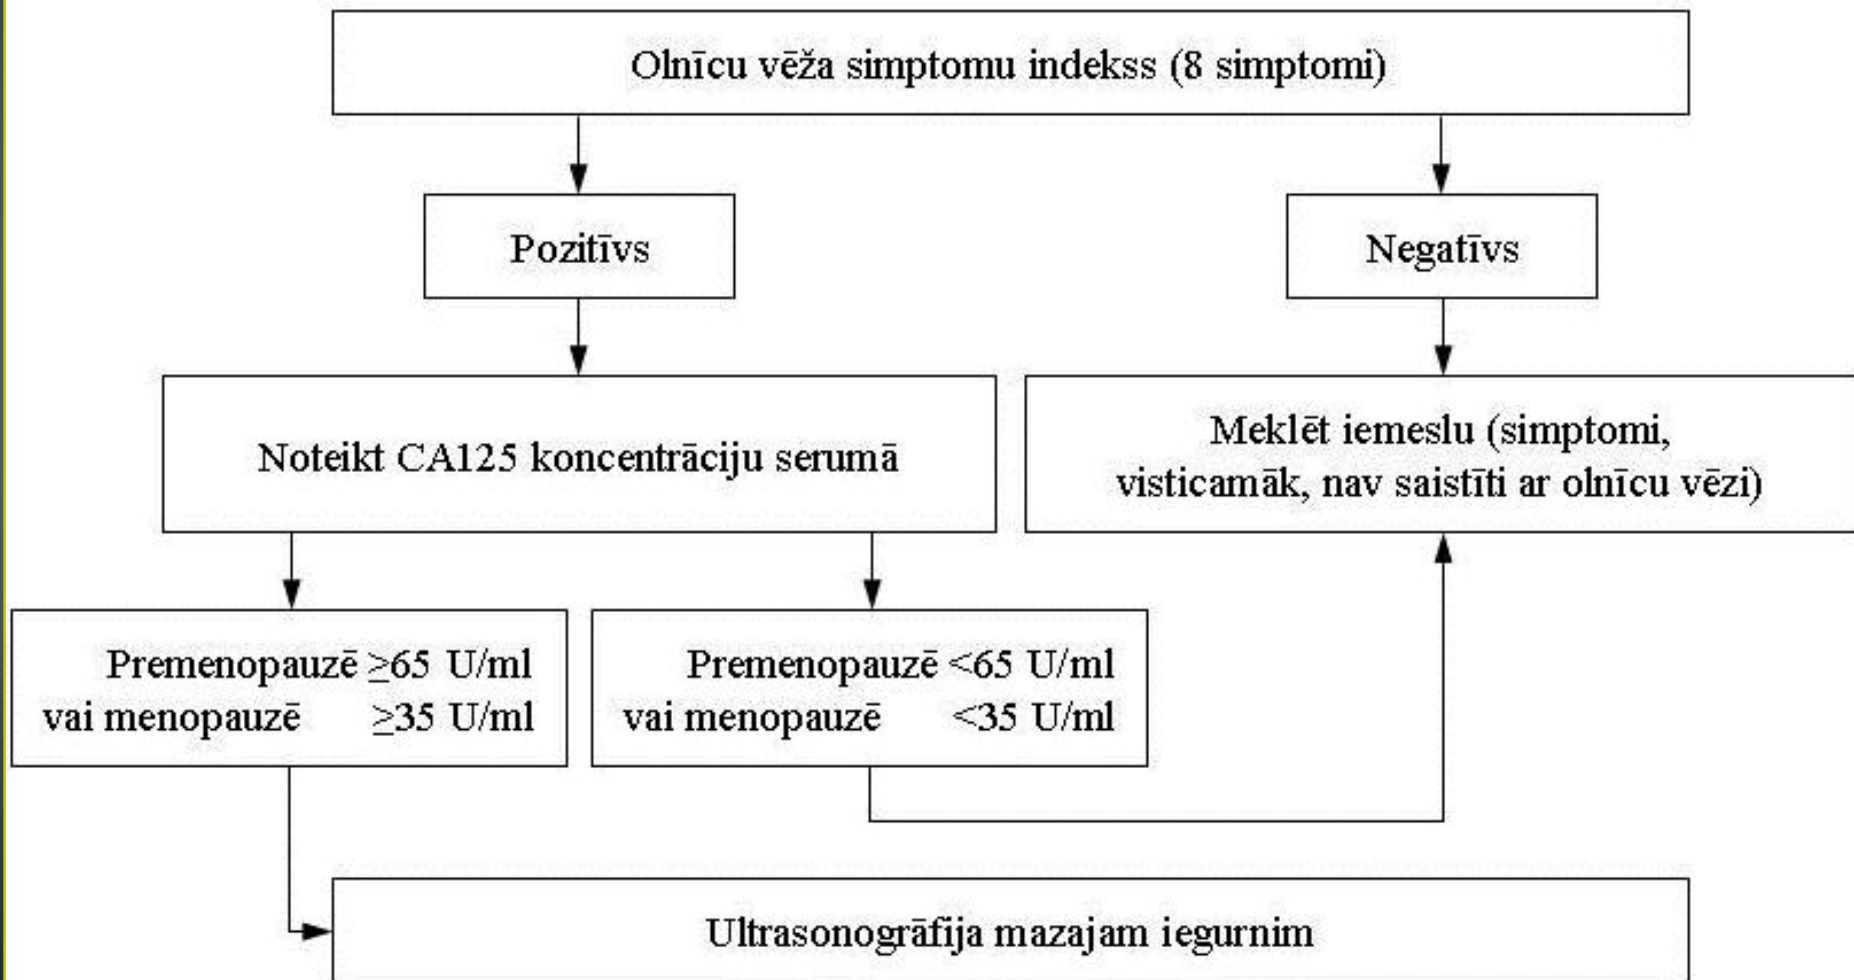 Olnīcu vēža simptomu indekss (8 simptomi)
Pozitīvs
Negatīvs
Noteikt CA125 koncentrāciju serumā
Meklēt iemeslu (simptomi,
visticamāk, nav saistīti ar olnīcu vēzi)
Premenopauzē ≥65 U/ml
vai menopauzē ≥35 U/ml
Premenopauzē <65 U/ml
vai menopauzē <35 U/ml
Ultrasonogrāfija mazajam iegurnim